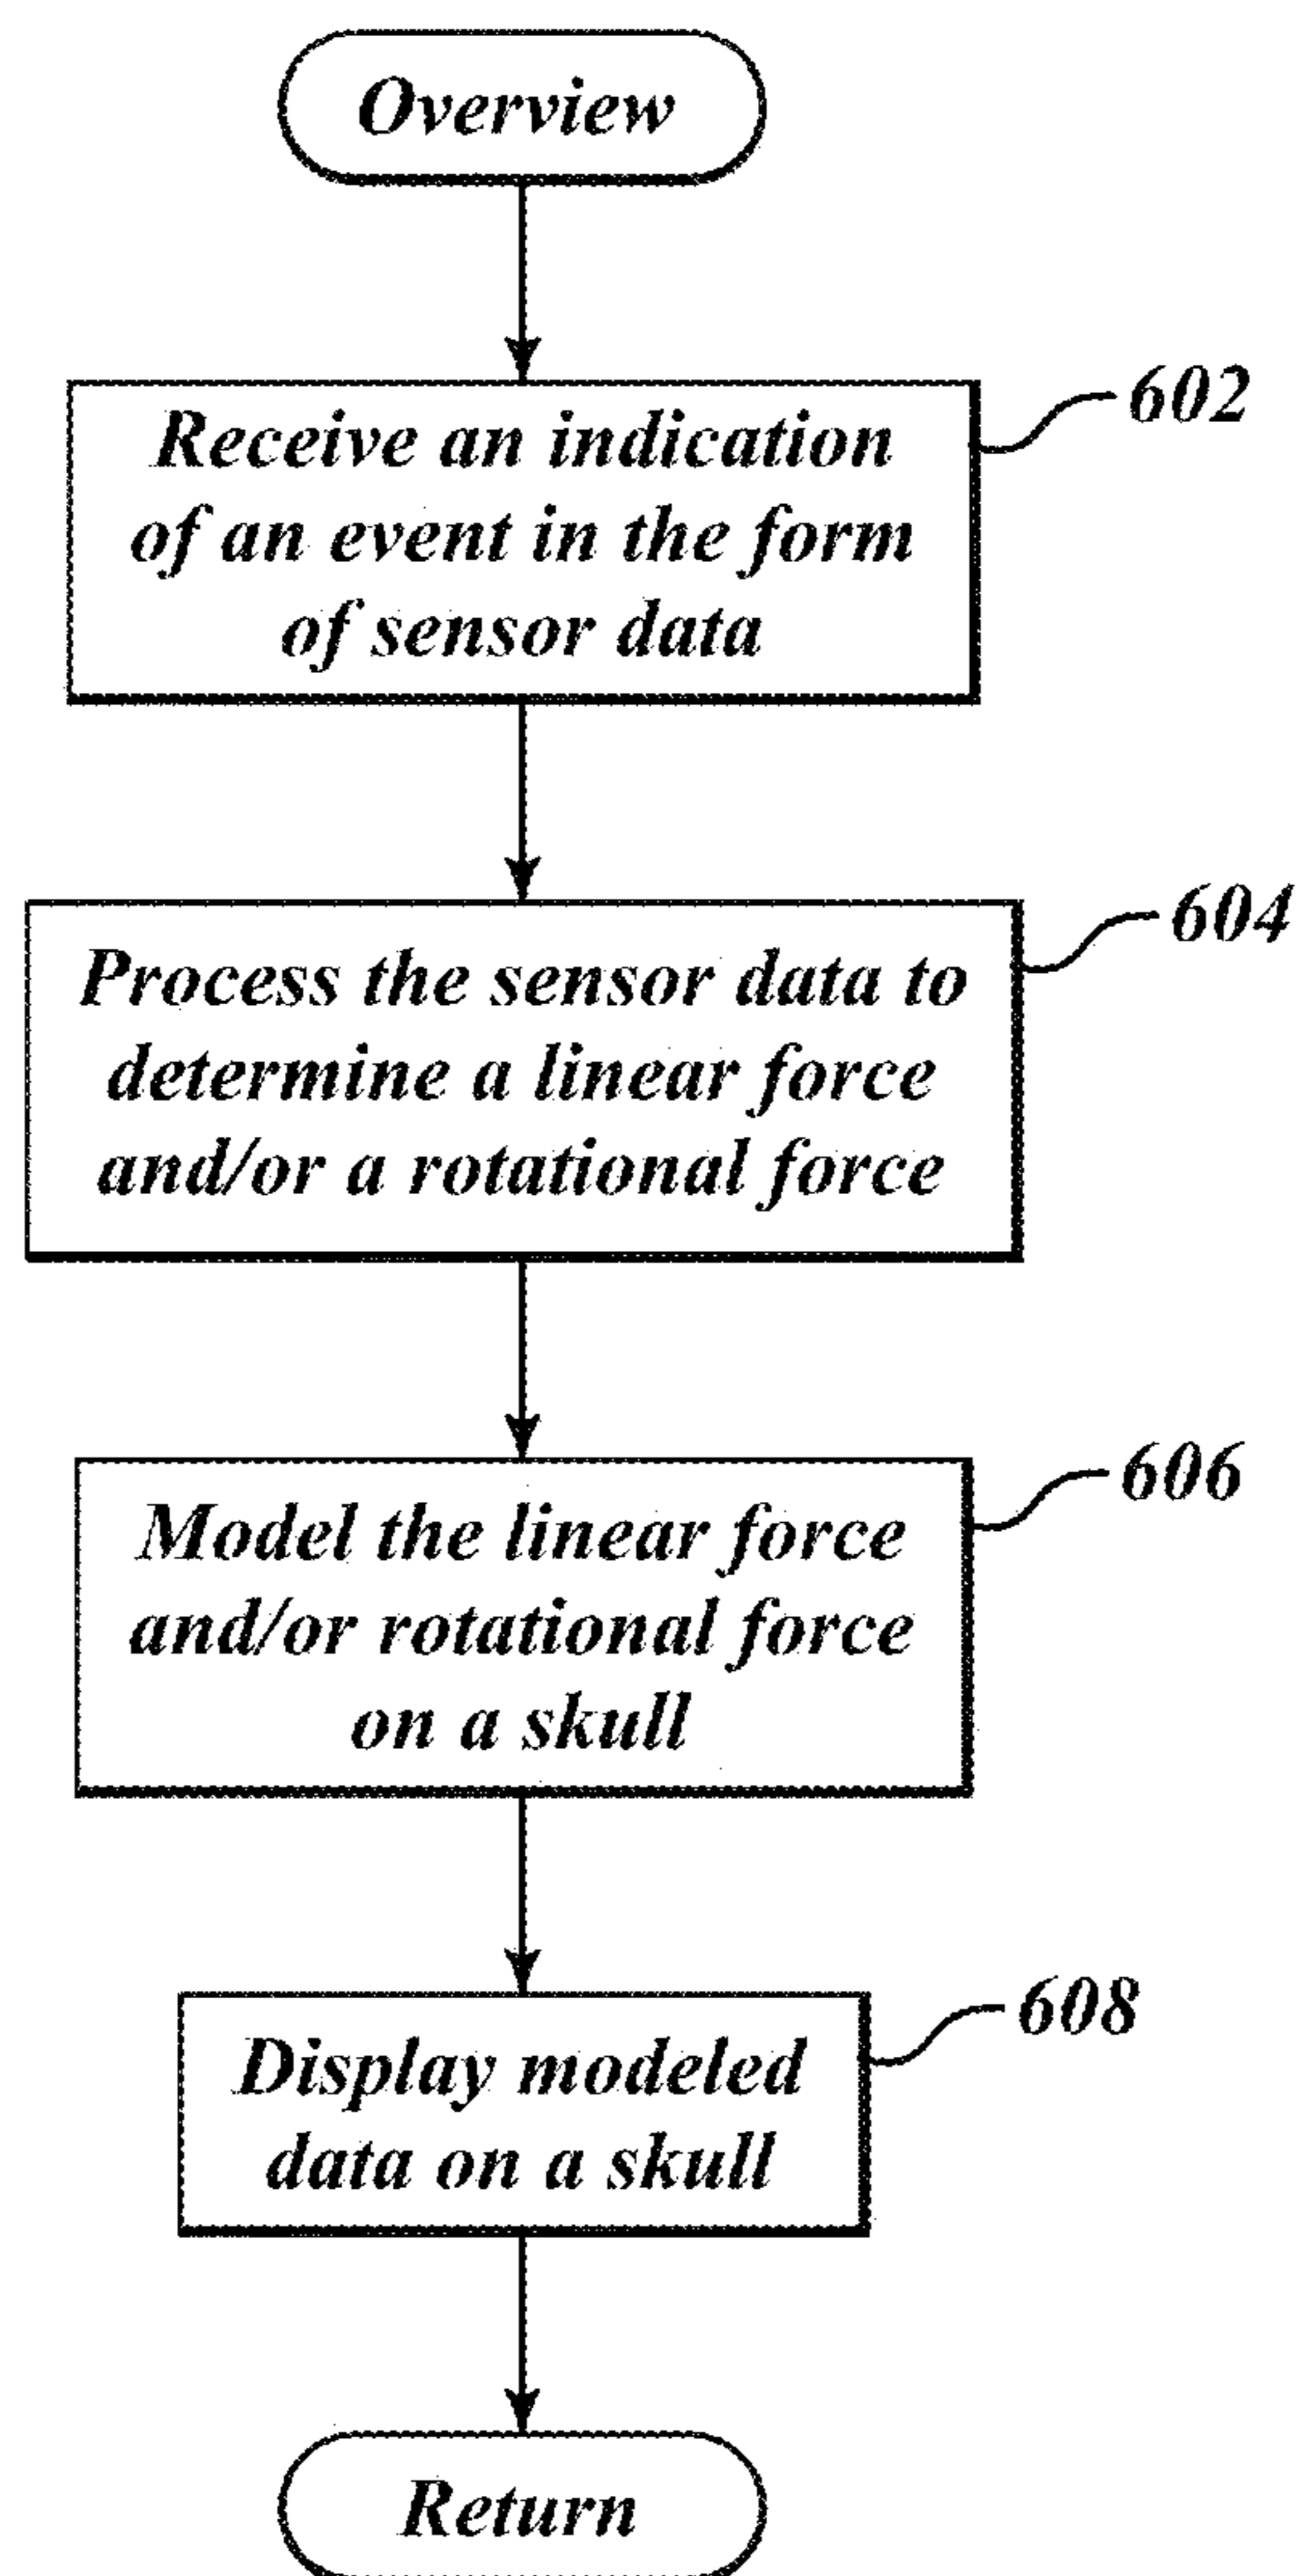 Overview
Receive an indication
of an event in the form
of sensor data
602
Process the sensor data to
determine a linear force
and/or a rotational force
604
Model the linear force
and/or rotational force
on a skull
606
Display modeled
data on a skull
608
Return